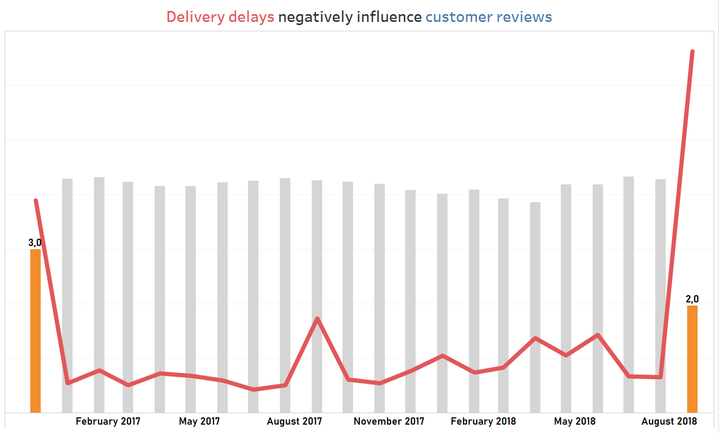 Delivery delays negatively influence customer reviews
3,0
2,0
February 2017 May 2017 August 2017 November 2017 February 2018 May 2018 August 2018